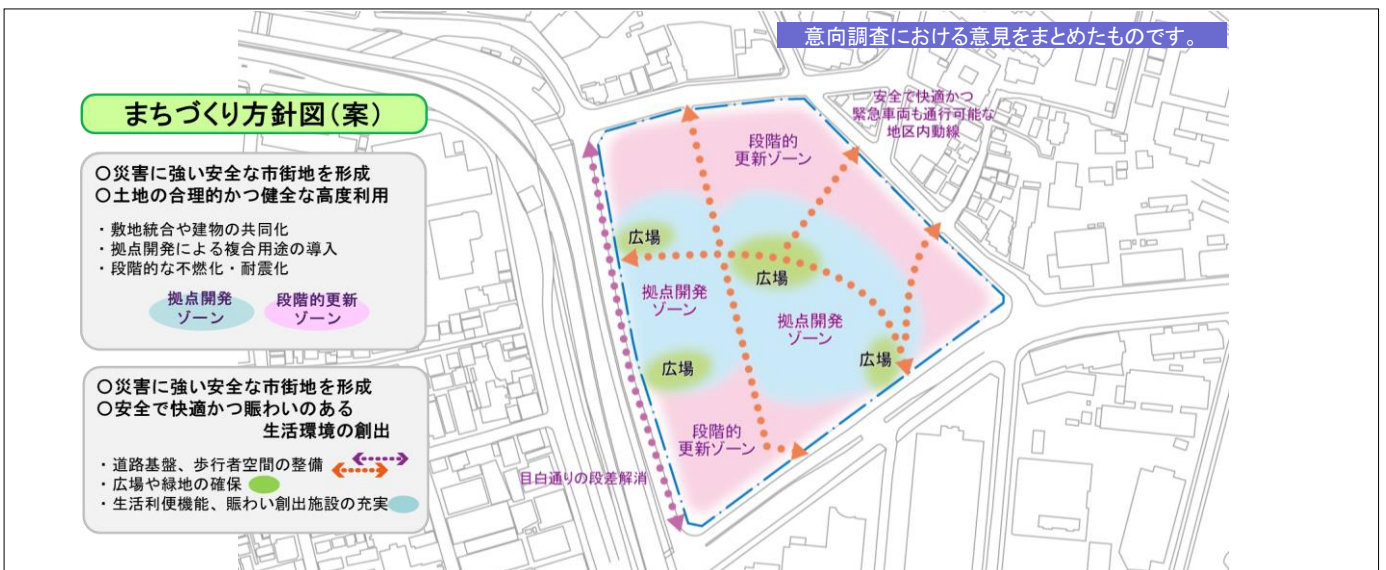 意向調査における意見をまとめたものです。
まちづくり方針図(案)
○災害に強い安全な市街地を形成
○土地の合理的かつ健全な高度利用
・敷地統合や建物の共同化
・拠点開発による複合用途の導入
・段階的な不燃化・耐震化
拠点開発
ゾーン
段階的更新
ゾーン
○災害に強い安全な市街地を形成
○安全で快適かつ賑わいのある
生活環境の創出
・道路基盤、歩行者空間の整備
・広場や緑地の確保
・生活利便機能、賑わい創出施設の充実
安全で快適かつ
緊急車両も通行可能な
地区内動線
段階的
更新ゾーン
広場
広場
拠点開発
ゾーン
拠点開発
ゾーン
広場
広場
段階的
更新ゾーン
目白通りの段差解消